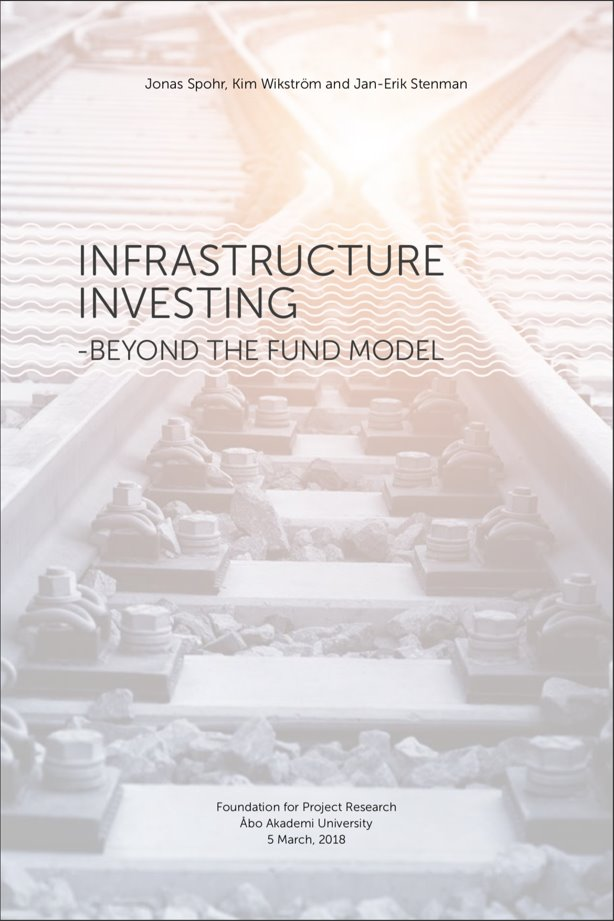 Jonas Spohr, Kim Wikström and Jan-Erik Stenman
INFRASTRUCTURE
INVESTING
-BEYOND THE FUND MODEL
Foundation for Project Research
Åbo Akademi University
5 March, 2018